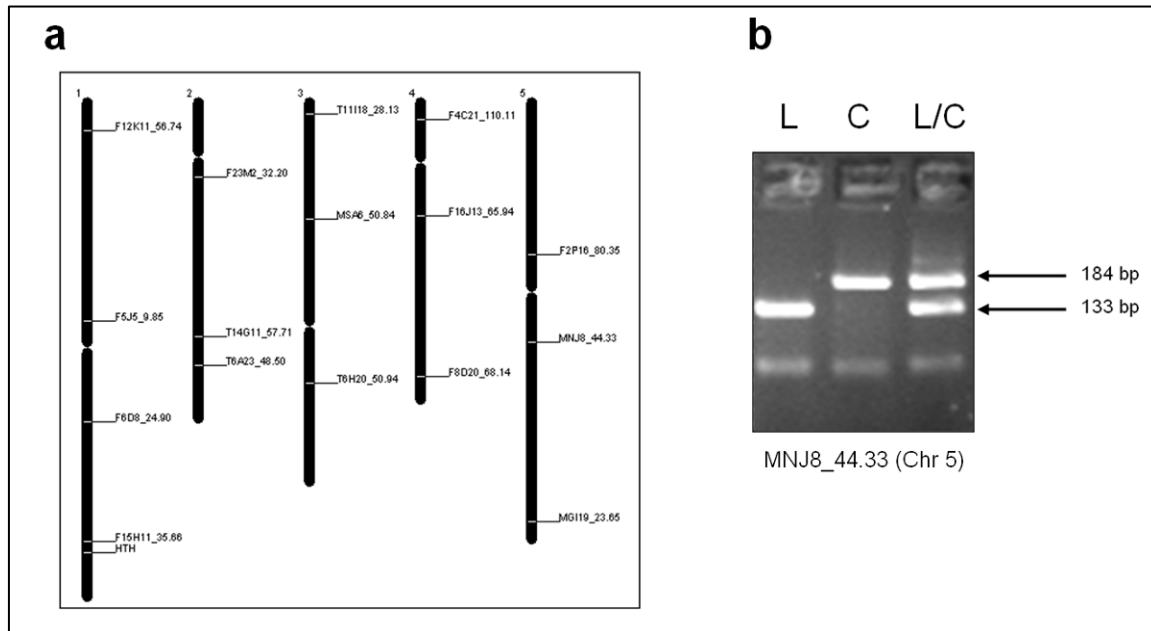 a
1
F12K11_56.74
F5J5_9.85
F6D8_24.90
F15H11_35.66
HTH
2
F23M2_32.20
T14G11_57.71
T6A23_48.50
3
T11I18_28.13
MSA6_50.84
T6H20_50.94
4
F4C21_110.11
F16J13_65.94
F8D20_68.14
5
F2P16_80.35
MNJ8_44.33
MGI19_23.65
b
L C L/C
184 bp
133 bp
MNJ8_44.33 (Chr 5)